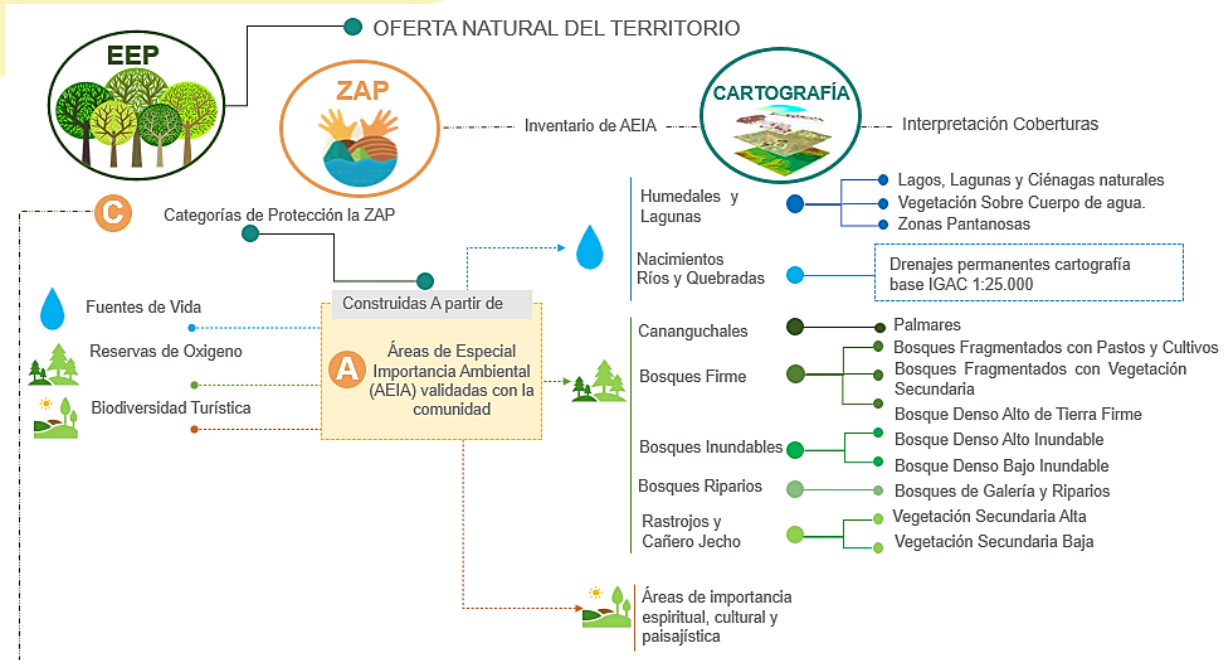 EEP
OFERTA NATURAL DEL TERRITORIO
ZAP
Inventario de AEIA
CARTOGRAFÍA
Interpretación Coberturas
C
Categorías de Protección la ZAP
Fuentes de Vida
Reservas de Oxigeno
Biodiversidad Turística
Construidas A partir de
A
Áreas de Especial
Importancia Ambiental
(AEIA) validadas con la
comunidad
Humedales y
Lagunas
Lagos, Lagunas y Ciénagas naturales
Vegetación Sobre Cuerpo de agua.
Zonas Pantanosas
Nacimientos
Ríos y Quebradas
Drenajes permanentes cartografía
base IGAC 1:25.000
Cananguchales
Palmares
Bosques Firme
Bosques Fragmentados con Pastos y Cultivos
Bosques Fragmentados con Vegetación
Secundaria
Bosque Denso Alto de Tierra Firme
Bosques Inundables
Bosque Denso Alto Inundable
Bosque Denso Bajo Inundable
Bosques Riparios
Bosques de Galería y Riparios
Rastrojos y
Cañero Jecho
Vegetación Secundaria Alta
Vegetación Secundaria Baja
Áreas de importancia
espiritual, cultural y
paisajística